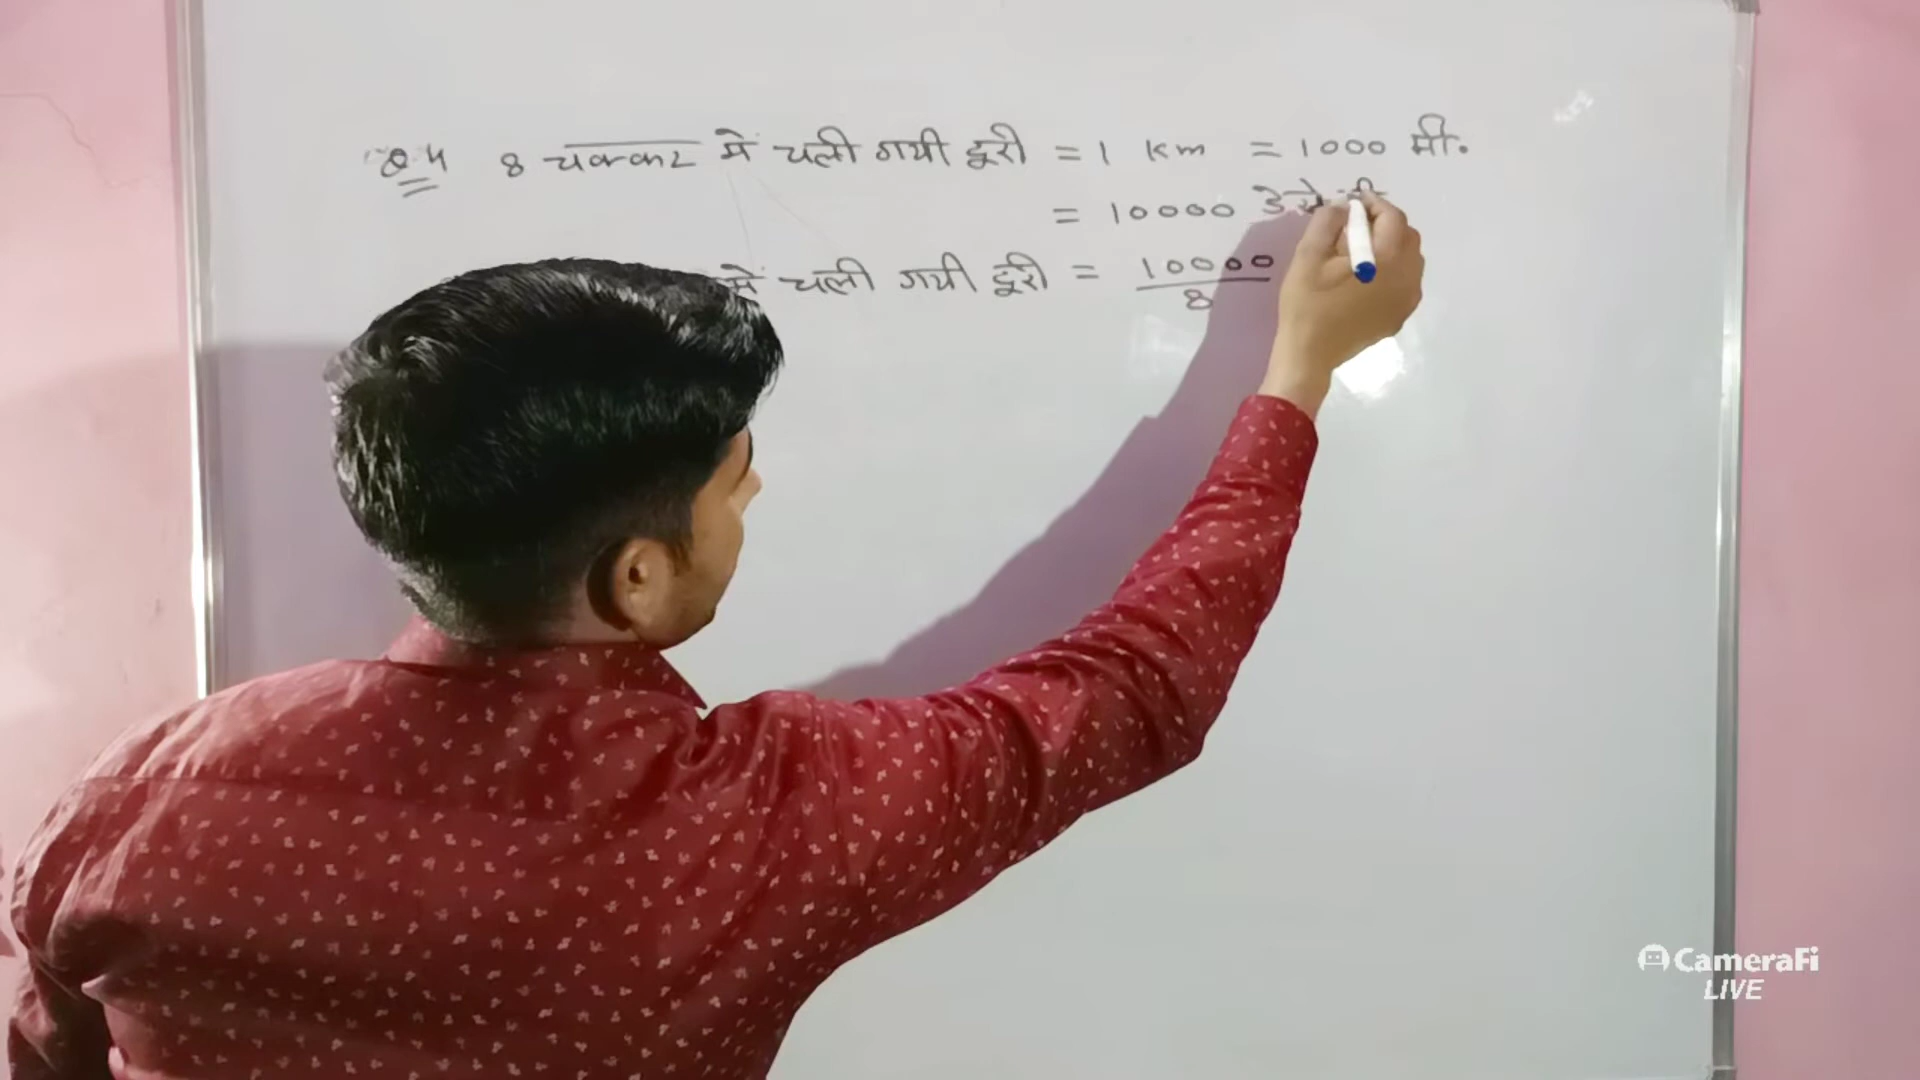 Q.4 8 चक्कर में चली गयी दूरी = 1 Km = 1000 मी.
= 10000 डेसी
में चली गयी दूरी = 10000/8
CameraFi
LIVE